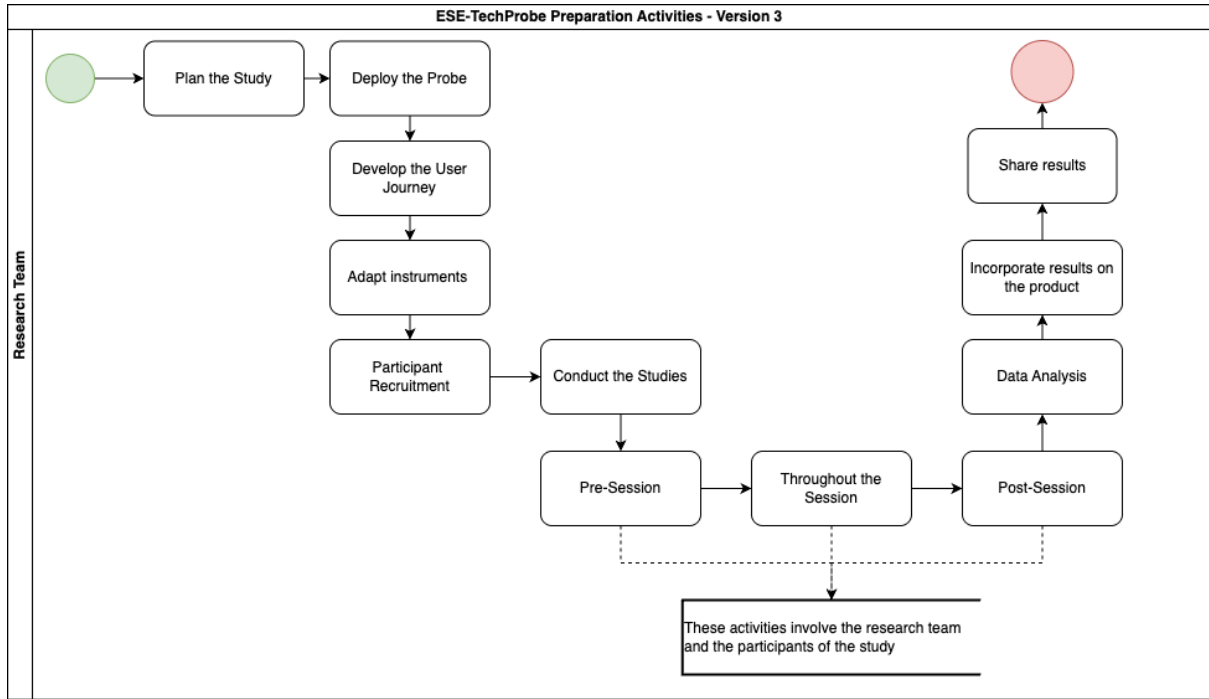 ESE-TechProbe Preparation Activities - Version 3
Research Team
Plan the Study
Deploy the Probe
Develop the User
Journey
Adapt instruments
Participant
Recruitment
Conduct the Studies
Pre-Session
Throughout the
Session
Post-Session
Data Analysis
Incorporate results on
the product
Share results
These activities involve the research team
and the participants of the study